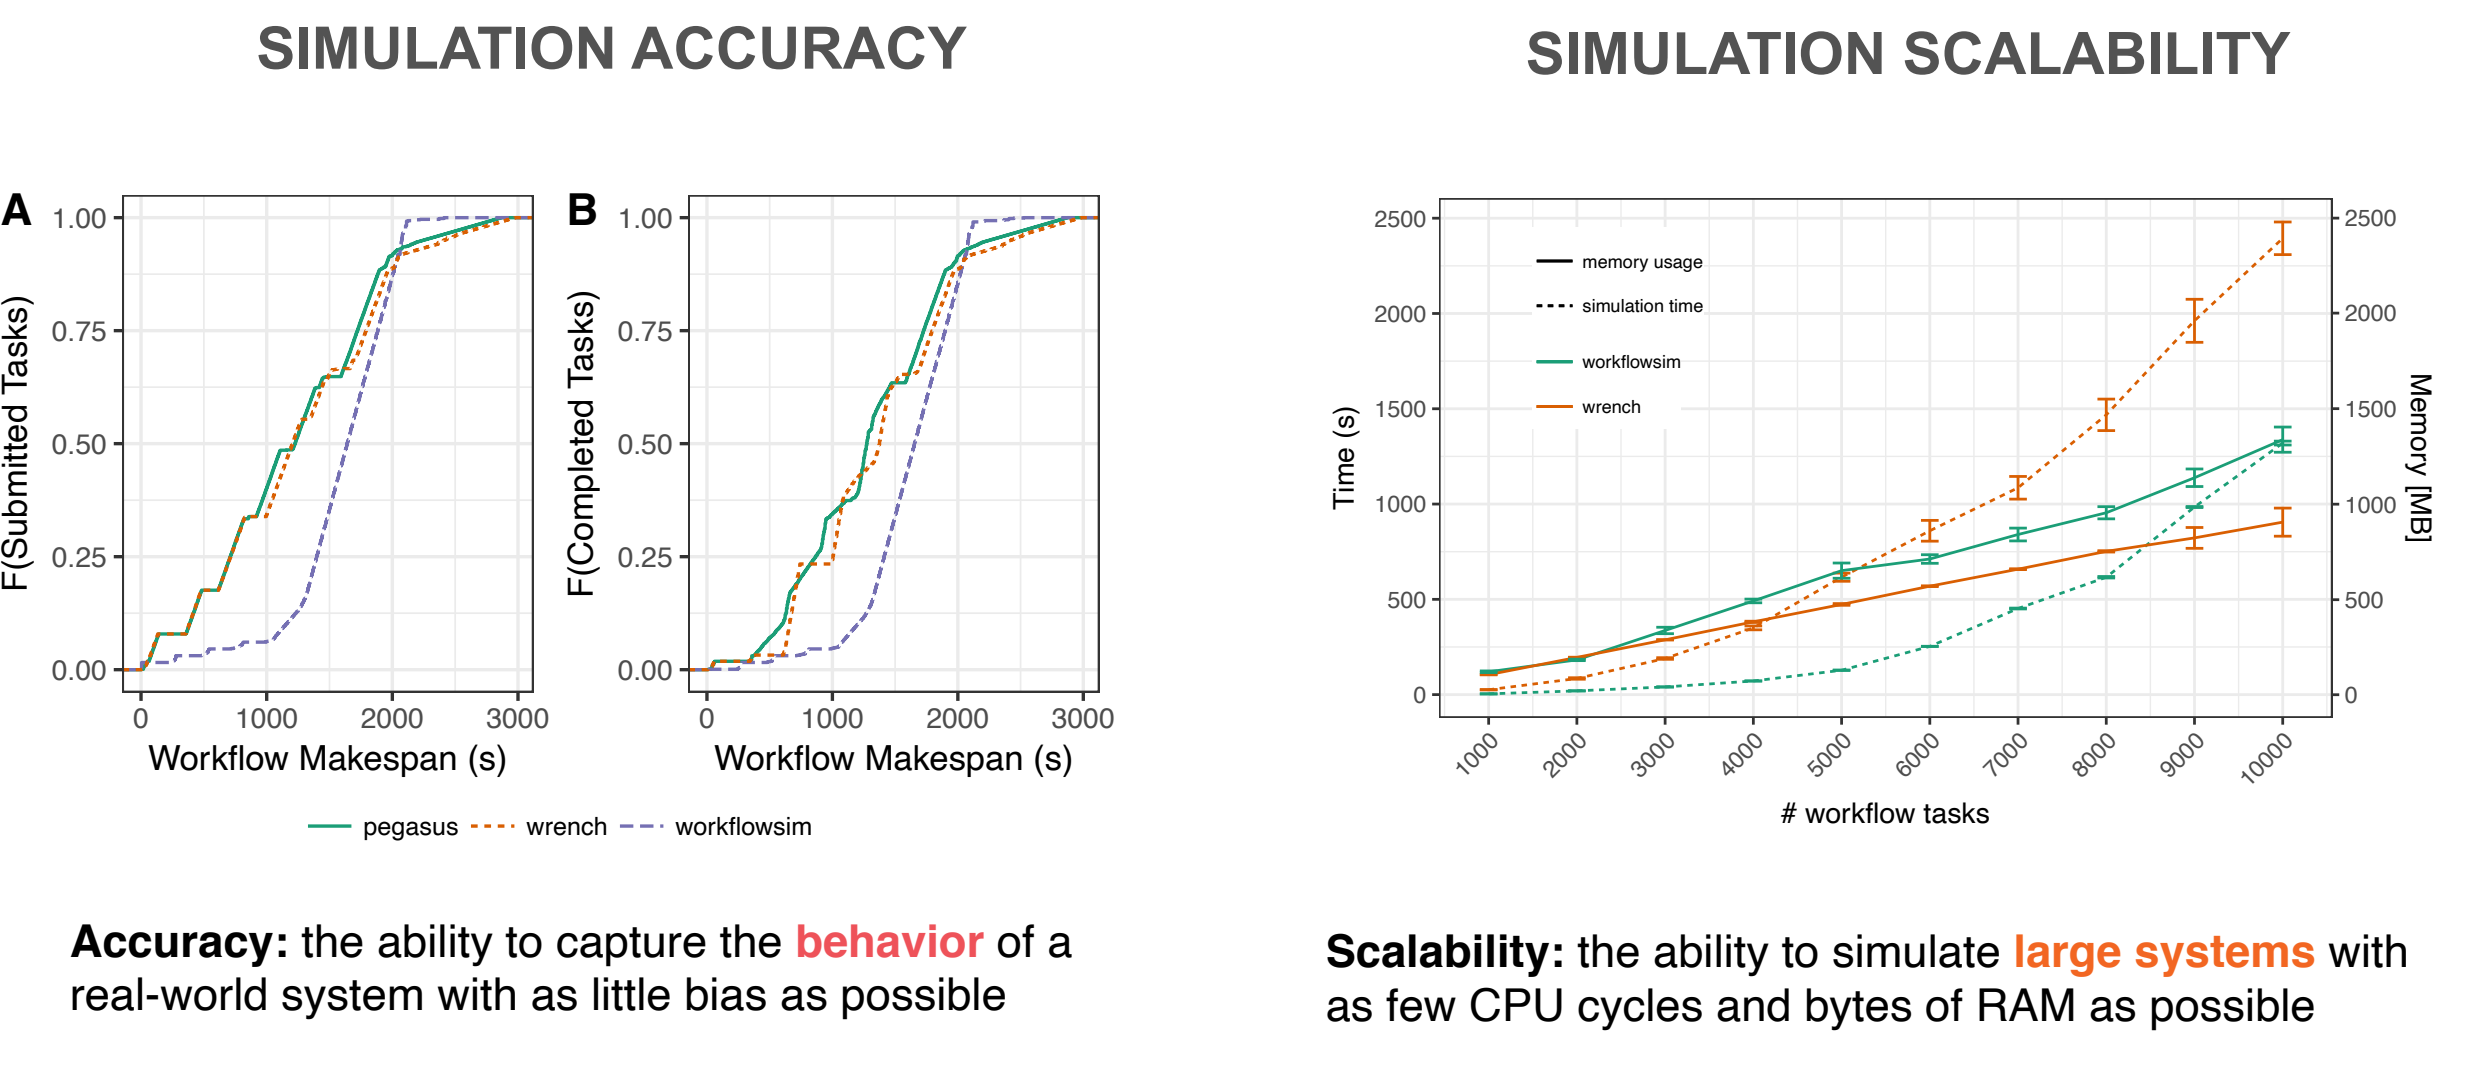 SIMULATION ACCURACY
A
1.00
0.75
0.50
0.25
0.00
F(Submitted Tasks)
0 1000 2000 3000
Workflow Makespan (s)
B
1.00
0.75
0.50
0.25
0.00
F(Completed Tasks)
0 1000 2000 3000
Workflow Makespan (s)
pegasus wrench workflowsim
Accuracy: the ability to capture the behavior of a
real-world system with as little bias as possible
SIMULATION SCALABILITY
2500
2000
1500
1000
500
0
Time (s)
memory usage
simulation time
workflowsim
wrench
2500
2000
1500
1000
500
0
Memory [MB]
1000 2000 3000 4000 5000 6000 7000 8000 9000 10000
# workflow tasks
Scalability: the ability to simulate large systems with
as few CPU cycles and bytes of RAM as possible